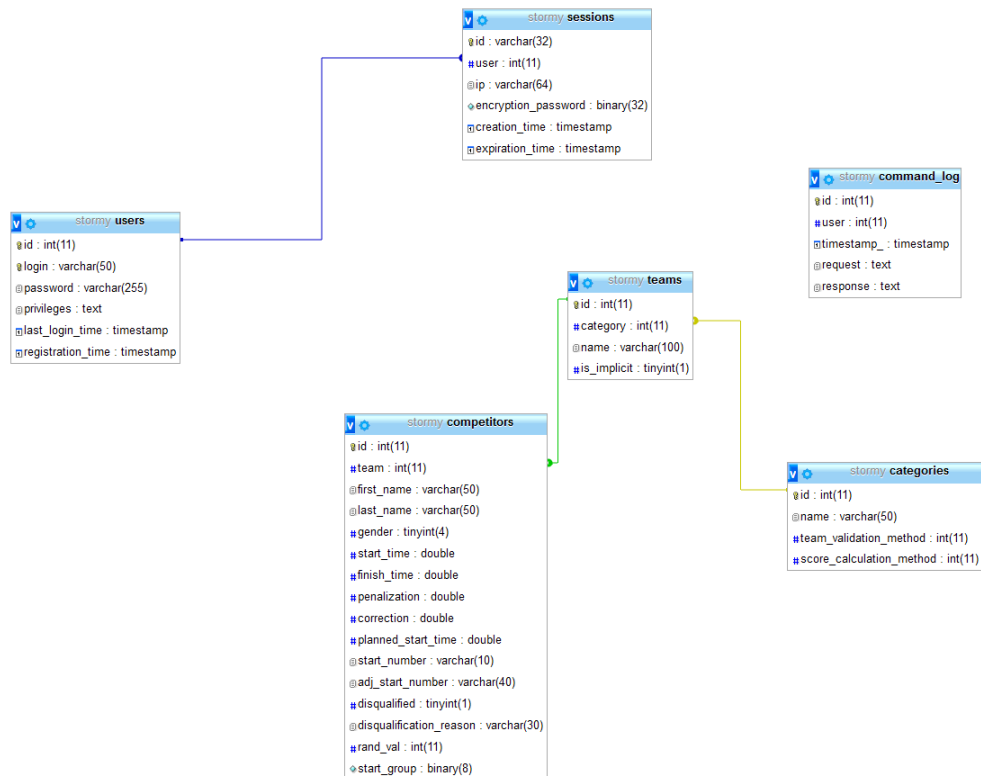 stormy sessions
id : varchar(32)
# user : int(11)
ip : varchar(64)
encryption_password : binary(32)
creation_time : timestamp
expiration_time : timestamp
stormy command_log
id : int(11)
# user : int(11)
timestamp_ : timestamp
request : text
response : text
stormy users
id : int(11)
login : varchar(50)
password : varchar(255)
privileges : text
last_login_time : timestamp
registration_time : timestamp
stormy teams
id : int(11)
# category : int(11)
name : varchar(100)
# is_implicit : tinyint(1)
stormy competitors
id : int(11)
# team : int(11)
first_name : varchar(50)
last_name : varchar(50)
# gender : tinyint(4)
# start_time : double
# finish_time : double
# penalization : double
# correction : double
# planned_start_time : double
start_number : varchar(10)
adj_start_number : varchar(40)
# disqualified : tinyint(1)
disqualification_reason : varchar(30)
# rand_val : int(11)
start_group : binary(8)
stormy categories
id : int(11)
name : varchar(50)
# team_validation_method : int(11)
# score_calculation_method : int(11)